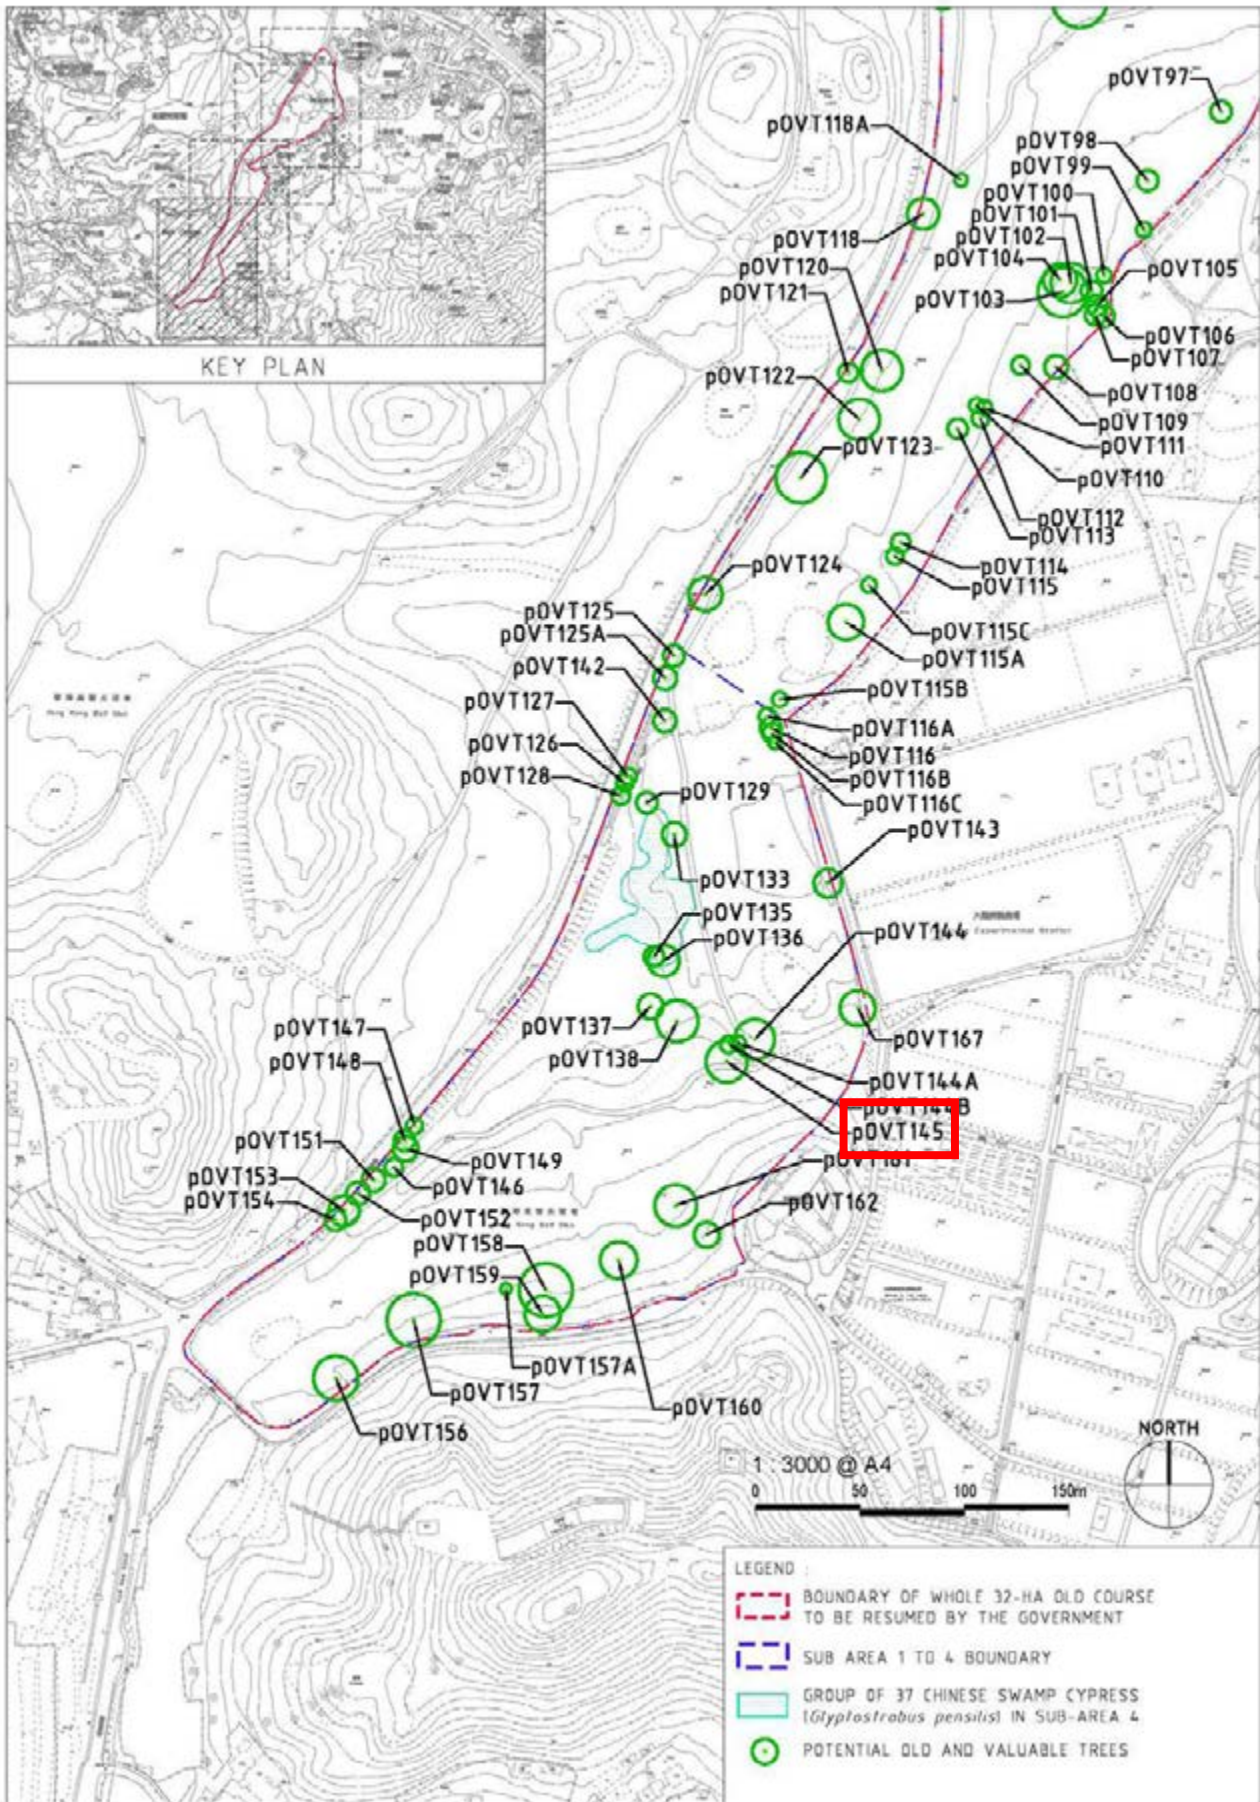 KEY PLAN
pOVT97
pOVT118A
pOVT98
pOVT99
pOVT100
pOVT101
pOVT102
pOVT104
pOVT103
pOVT105
pOVT106
pOVT107
pOVT118
pOVT120
pOVT121
pOVT122
pOVT108
pOVT109
pOVT111
pOVT110
pOVT112
pOVT113
pOVT123
pOVT114
pOVT115
pOVT124
pOVT125
pOVT125A
pOVT142
pOVT115C
pOVT115A
pOVT115B
pOVT127
pOVT126
pOVT128
pOVT116A
pOVT116
pOVT116B
pOVT116C
pOVT129
pOVT143
pOVT133
pOVT135
pOVT136
pOVT144
Experimental Station
pOVT137
pOVT138
pOVT167
pOVT147
pOVT148
pOVT144A
pOVT144B
pOVT145
pOVT151
pOVT149
pOVT161
pOVT153
pOVT146
pOVT154
pOVT152
pOVT162
pOVT158
pOVT159
pOVT157A
pOVT157
pOVT160
pOVT156
NORTH
1 : 3000 @ A4
0 50 100 150m
LEGEND :
BOUNDARY OF WHOLE 32-HA OLD COURSE
TO BE RESUMED BY THE GOVERNMENT
SUB AREA 1 TO 4 BOUNDARY
GROUP OF 37 CHINESE SWAMP CYPRESS
(Glyptostrobus pensilis) IN SUB-AREA 4
POTENTIAL OLD AND VALUABLE TREES